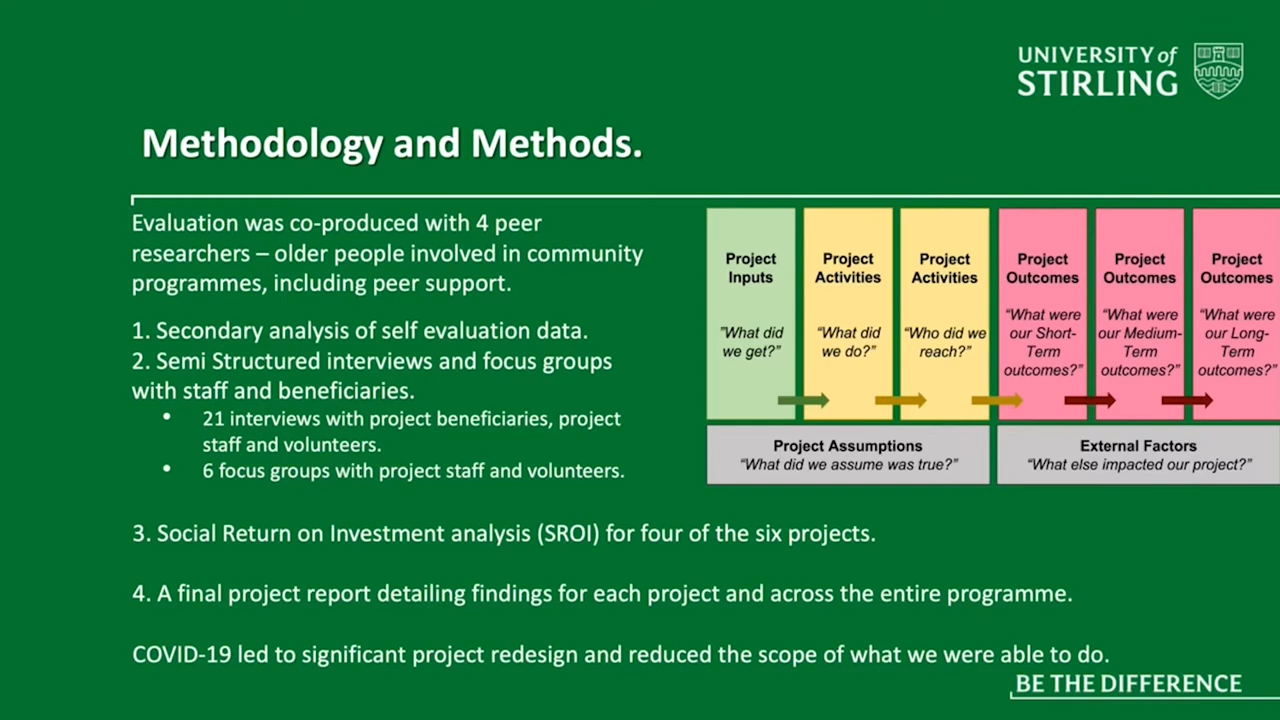 UNIVERSITY of
STIRLING
Methodology and Methods.
Evaluation was co-produced with 4 peer
researchers – older people involved in community
programmes, including peer support.
1. Secondary analysis of self evaluation data.
2. Semi Structured interviews and focus groups
with staff and beneficiaries.
• 21 interviews with project beneficiaries, project
staff and volunteers.
• 6 focus groups with project staff and volunteers.
Project
Inputs
"What did
we get?"
Project
Activities
"What did
we do?"
Project
Activities
"Who did we
reach?"
Project
Outcomes
"What were
our Short-
Term
outcomes?"
Project
Outcomes
"What were
our Medium-
Term
outcomes?"
Project
Outcomes
"What were
our Long-
Term
outcomes?"
Project Assumptions
"What did we assume was true?"
External Factors
"What else impacted our project?"
3. Social Return on Investment analysis (SROI) for four of the six projects.
4. A final project report detailing findings for each project and across the entire programme.
COVID-19 led to significant project redesign and reduced the scope of what we were able to do.
BE THE DIFFERENCE